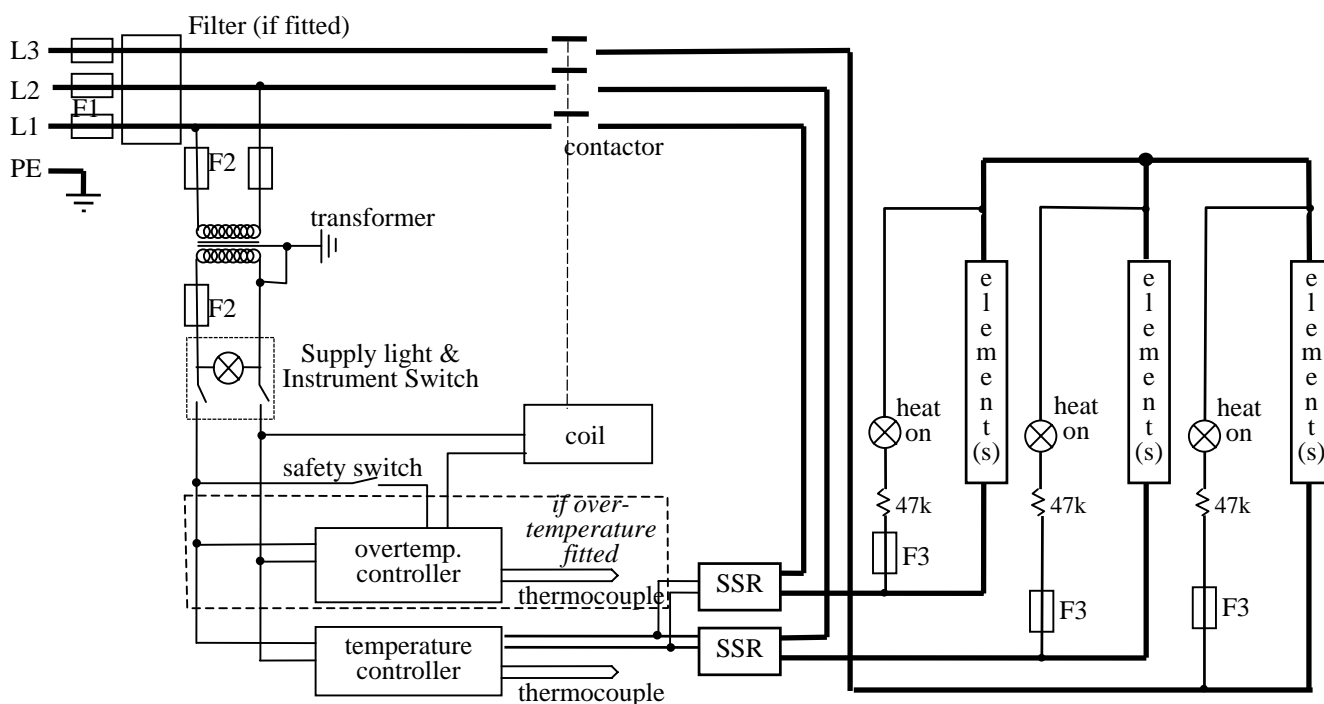 Filter (if fitted)
L3
L2
F1
L1
PE
contactor
F2
transformer
F2
Supply light &
Instrument Switch
coil
safety switch
if over-
temperature
fitted
overtemp.
controller
thermocouple
temperature
controller
thermocouple
SSR
SSR
heat
on
47k
F3
element(s)
heat
on
47k
F3
element(s)
heat
on
47k
F3
element(s)